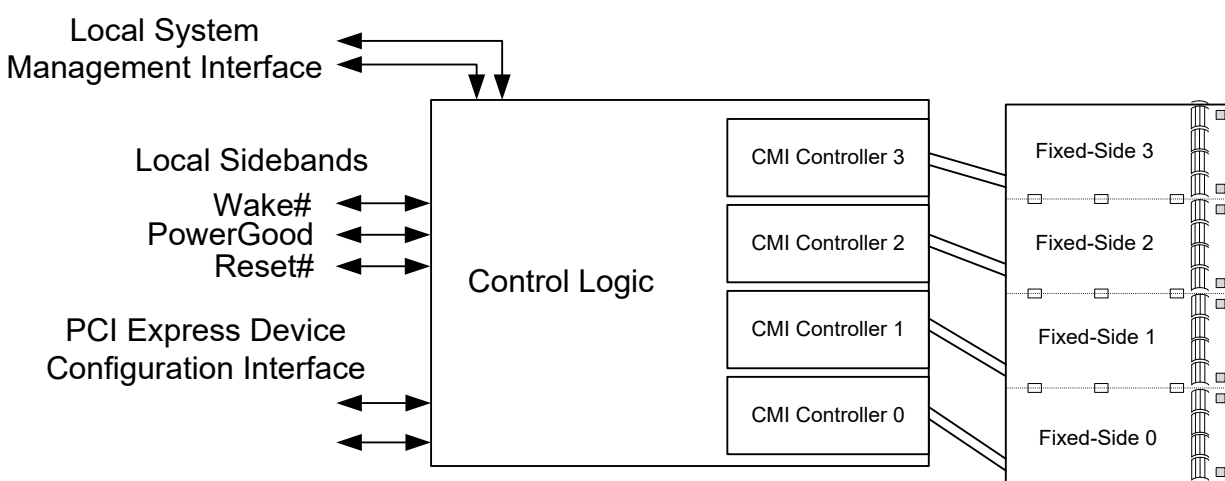 Local System
Management Interface
Local Sidebands
Wake#
PowerGood
Reset#
PCI Express Device
Configuration Interface
Control Logic
CMI Controller 3
CMI Controller 2
CMI Controller 1
CMI Controller 0
Fixed-Side 3
Fixed-Side 2
Fixed-Side 1
Fixed-Side 0